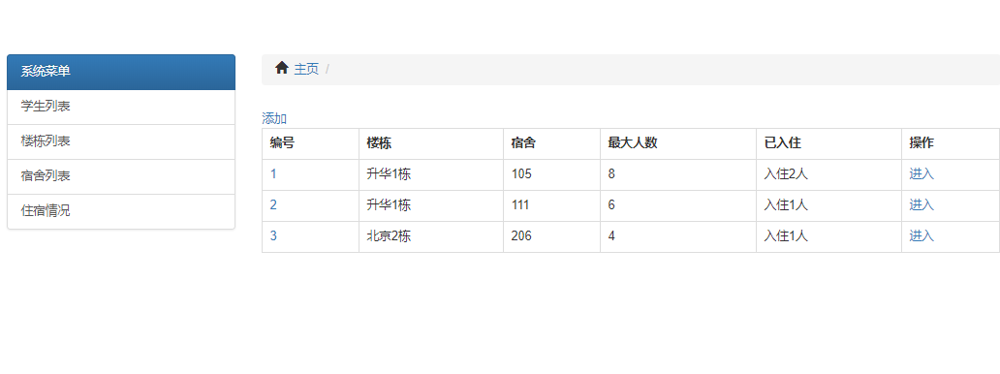 系统菜单
学生列表
楼栋列表
宿舍列表
住宿情况
主页 /
添加
编号 楼栋 宿舍 最大人数 已入住 操作
1 升华1栋 105 8 入住2人 进入
2 升华1栋 111 6 入住1人 进入
3 北京2栋 206 4 入住1人 进入